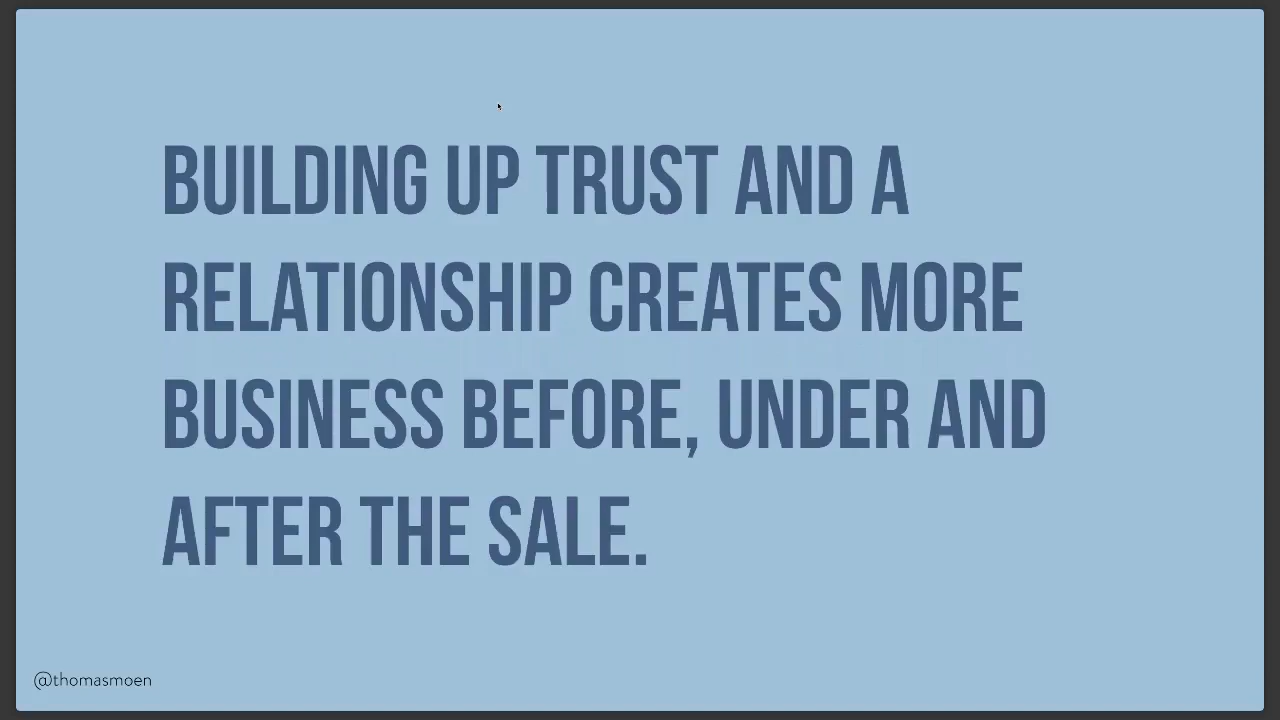 BUILDING UP TRUST AND A
RELATIONSHIP CREATES MORE
BUSINESS BEFORE, UNDER AND
AFTER THE SALE.
@thomasmoen